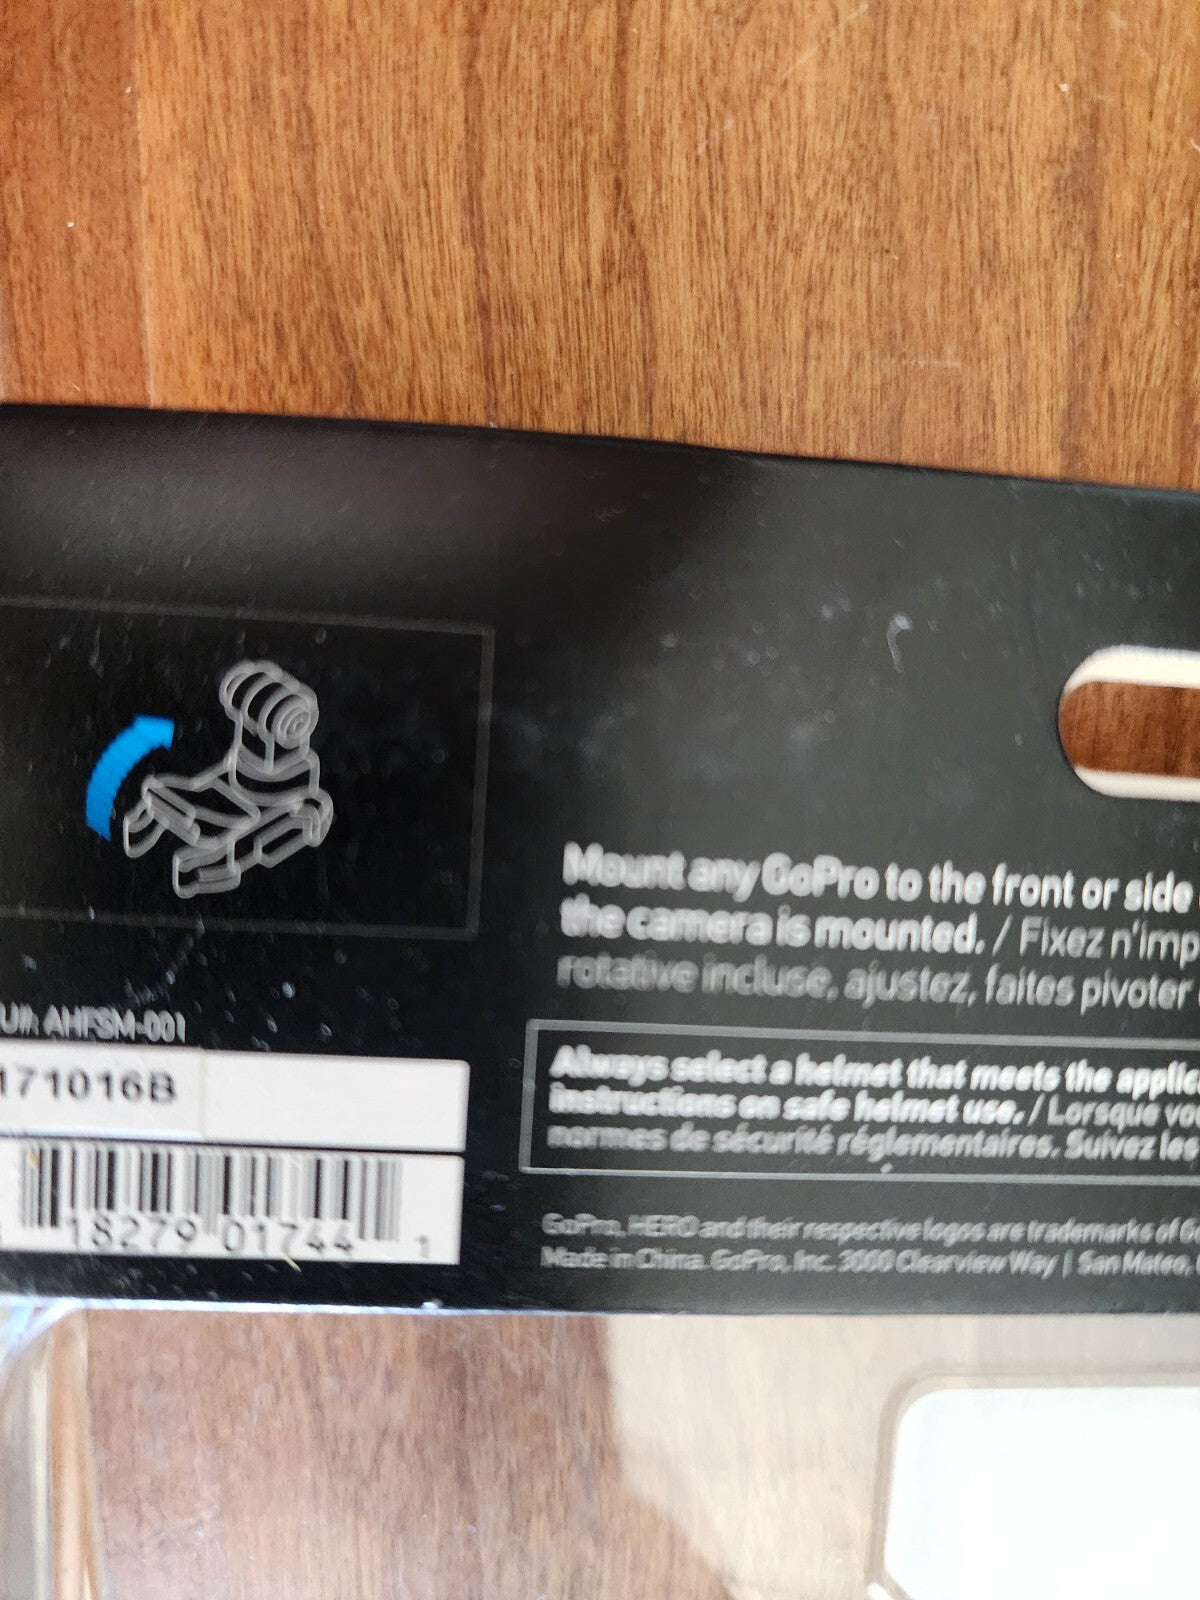 AHFSM-001
171016B
18279 01744 1
Mount any GoPro to the front or side
the camera is mounted. / Fixez n'imp
rotative incluse, ajustez, faites pivoter
Always select a helmet that meets the applic
instructions on safe helmet use. / Lorsque vo
normes de sécurité réglementaires. Suivez les
GoPro, HERO and their respective logos are trademarks of G
Made in China. GoPro, Inc. 3000 Clearview Way | San Mateo,